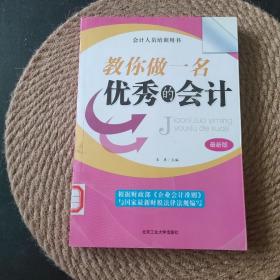 会计人员培训用书
教你做一名
优秀的会计
Jiaoni zuo yiming
youxiu de kuaiji
最新版
根据财政部《企业会计准则》
与国家最新财税法律法规编写
主编
北京工业大学出版社